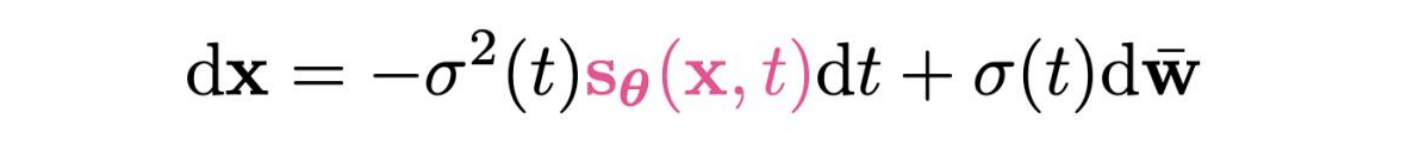 dx = −σ²(t)s_θ(x, t)dt + σ(t)dw̄